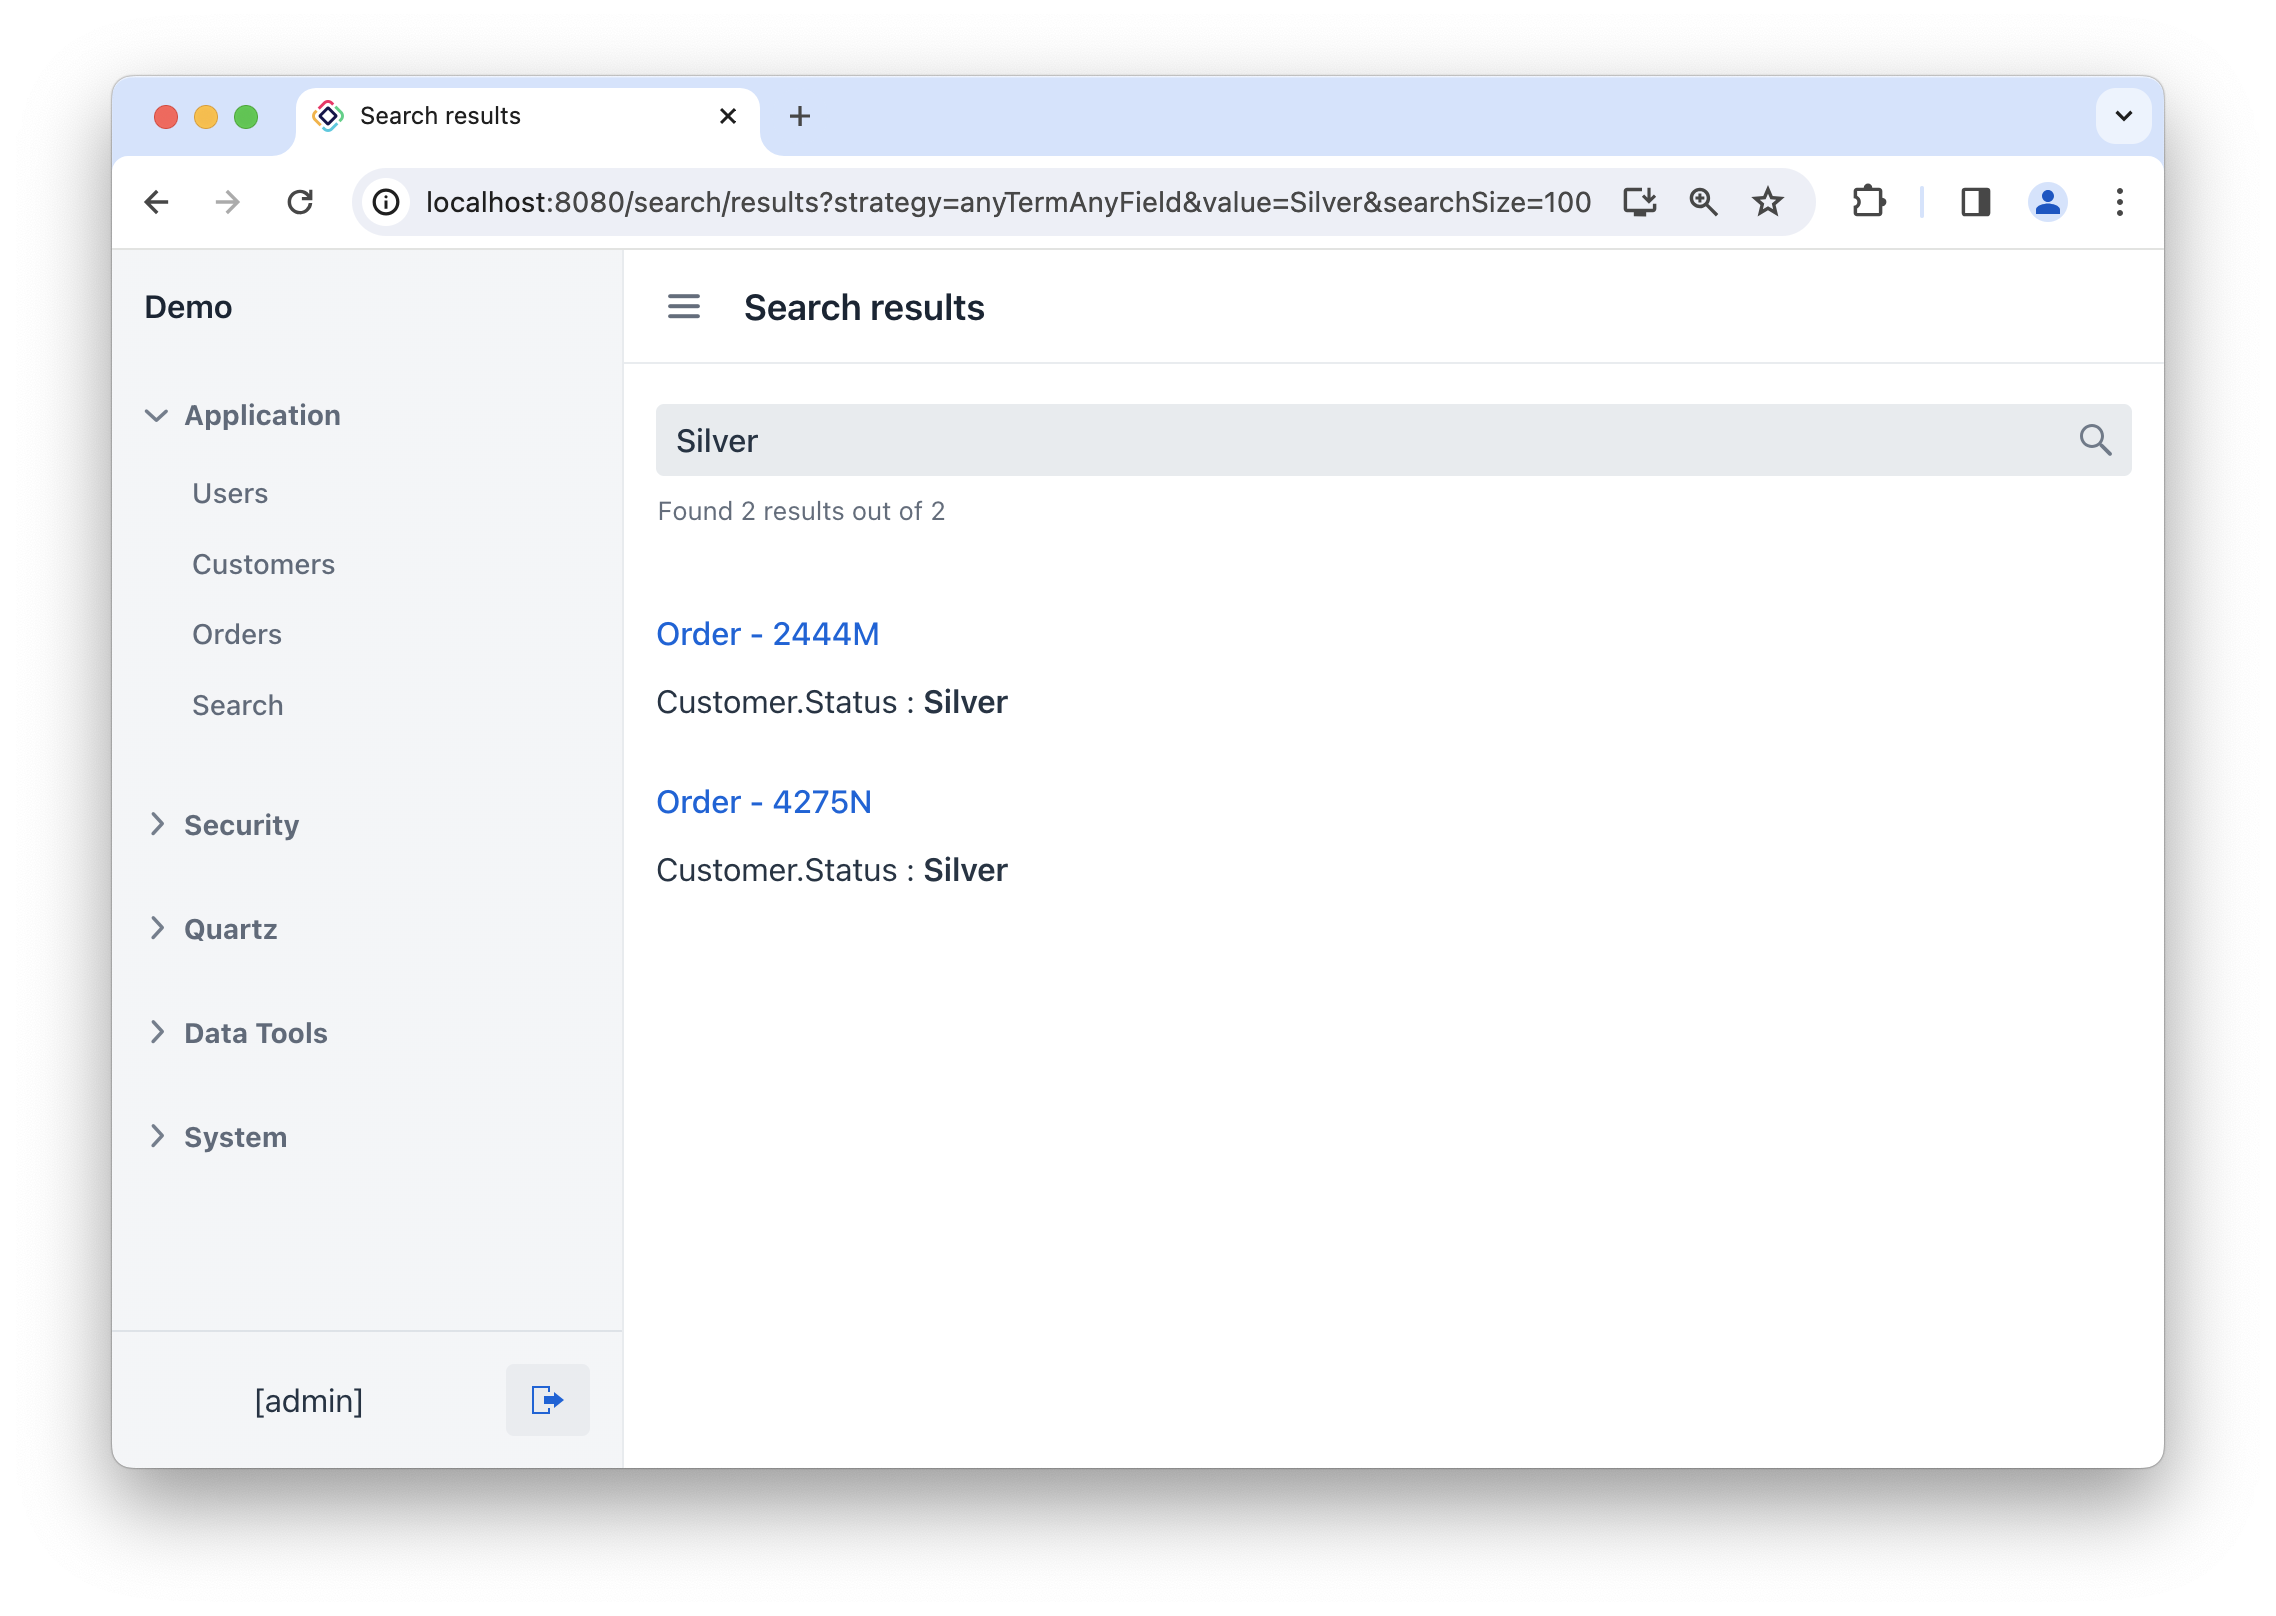 Search results
localhost:8080/search/results?strategy=anyTermAnyField&value=Silver&searchSize=100
Demo
Application
Users
Customers
Orders
Search
Security
Quartz
Data Tools
System
[admin]
Search results
Silver
Found 2 results out of 2
Order - 2444M
Customer.Status : Silver
Order - 4275N
Customer.Status : Silver